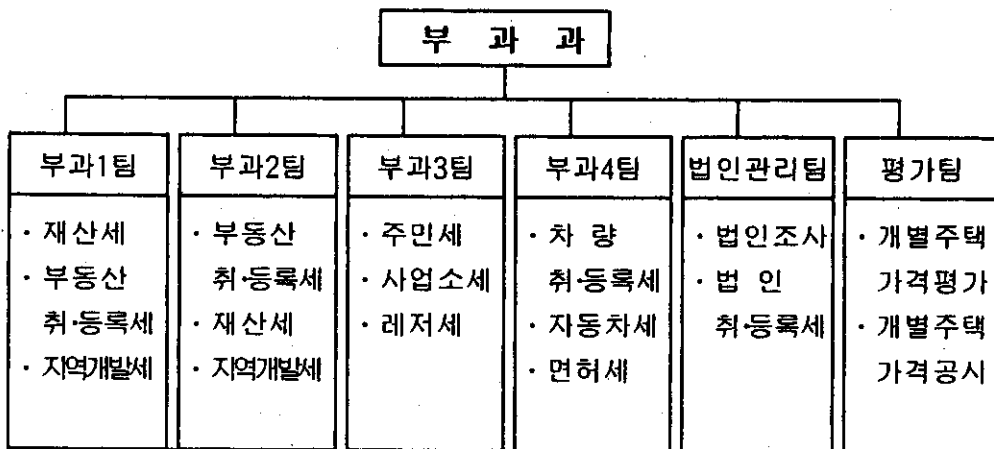 부 과 과
부과1팀
· 재산세
· 부동산
취·등록세
· 지역개발세
부과2팀
· 부동산
취·등록세
· 재산세
· 지역개발세
부과3팀
· 주민세
· 사업소세
· 레저세
부과4팀
· 차 량
취·등록세
· 자동차세
· 면허세
법인관리팀
· 법인조사
· 법 인
취·등록세
평가팀
· 개별주택
가격평가
· 개별주택
가격공시